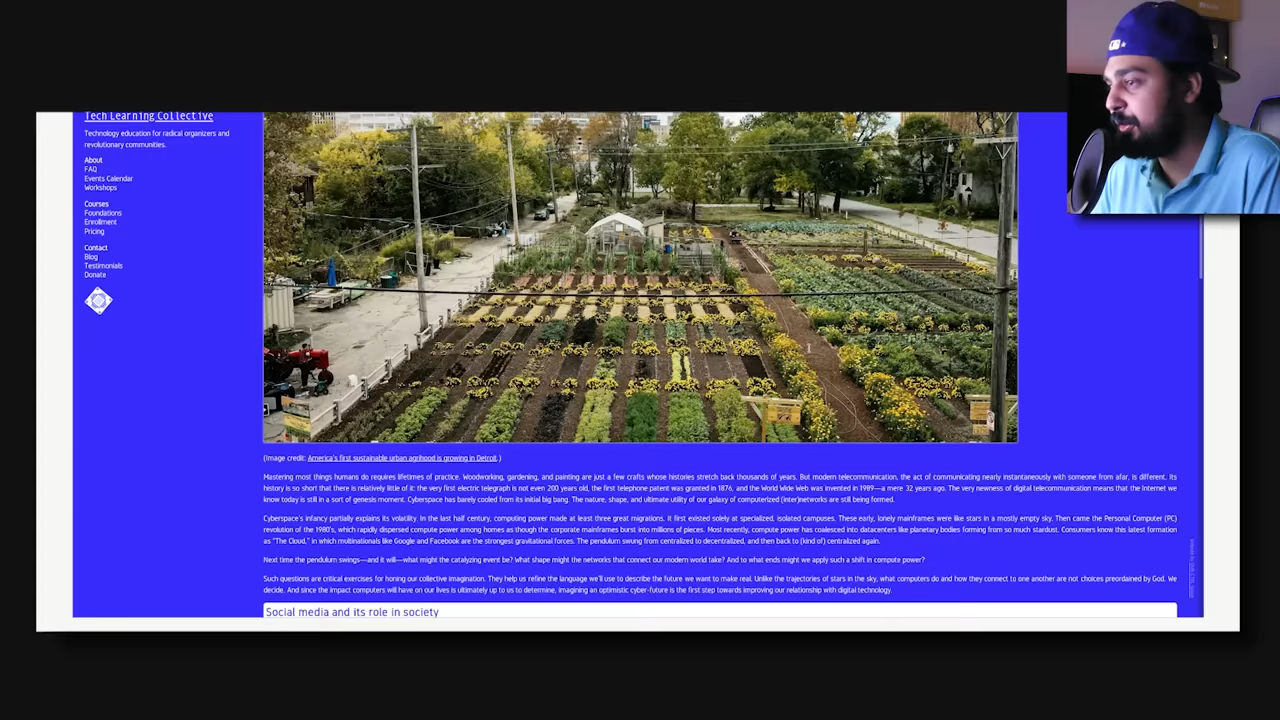 Tech Learning Collective
Technology education for radical organizers and
revolutionary communities.
About
FAQ
Events Calendar
Workshops
Courses
Foundations
Enrollment
Pricing
Contact
Blog
Testimonials
Donate
(Image credit: America's first sustainable urban agrihood is growing in Detroit.)
Mastering most things humans do requires lifetimes of practice. Woodworking, gardening, and painting are just a few crafts whose histories stretch back thousands of years. But modern telecommunication, the act of communicating nearly instantaneously with someone from afar, is different. Its
history is so short that there is relatively little of it: the very first electric telegraph is not even 200 years old, the first telephone patent was granted in 1876, and the World Wide Web was invented in 1989—a mere 32 years ago. The very newness of digital telecommunication means that the Internet we
know today is still in a sort of genesis moment. Cyberspace has barely cooled from its initial big bang. The nature, shape, and ultimate utility of our galaxy of computerized (inter)networks are still being formed.
Cyberspace's infancy partially explains its volatility. In the last half century, computing power made at least three great migrations. It first existed solely at specialized, isolated campuses. These early, lonely mainframes were like stars in a mostly empty sky. Then came the Personal Computer (PC)
revolution of the 1980's, which rapidly dispersed compute power among homes as though the corporate mainframes burst into millions of pieces. Most recently, compute power has coalesced into datacenters like planetary bodies forming from so much stardust. Consumers know this latest formation
as "The Cloud," in which multinationals like Google and Facebook are the strongest gravitational forces. The pendulum swung from centralized to decentralized, and then back to (kind of) centralized again.
Next time the pendulum swings—and it will—what might the catalyzing event be? What shape might the networks that connect our modern world take? And to what ends might we apply such a shift in compute power?
Such questions are critical exercises for honing our collective imagination. They help us refine the language we'll use to describe the future we want to make real. Unlike the trajectories of stars in the sky, what computers do and how they connect to one another are not choices preordained by God. We
decide. And since the impact computers will have on our lives is ultimately up to us to determine, imagining an optimistic cyber-future is the first step towards improving our relationship with digital technology.
Social media and its role in society